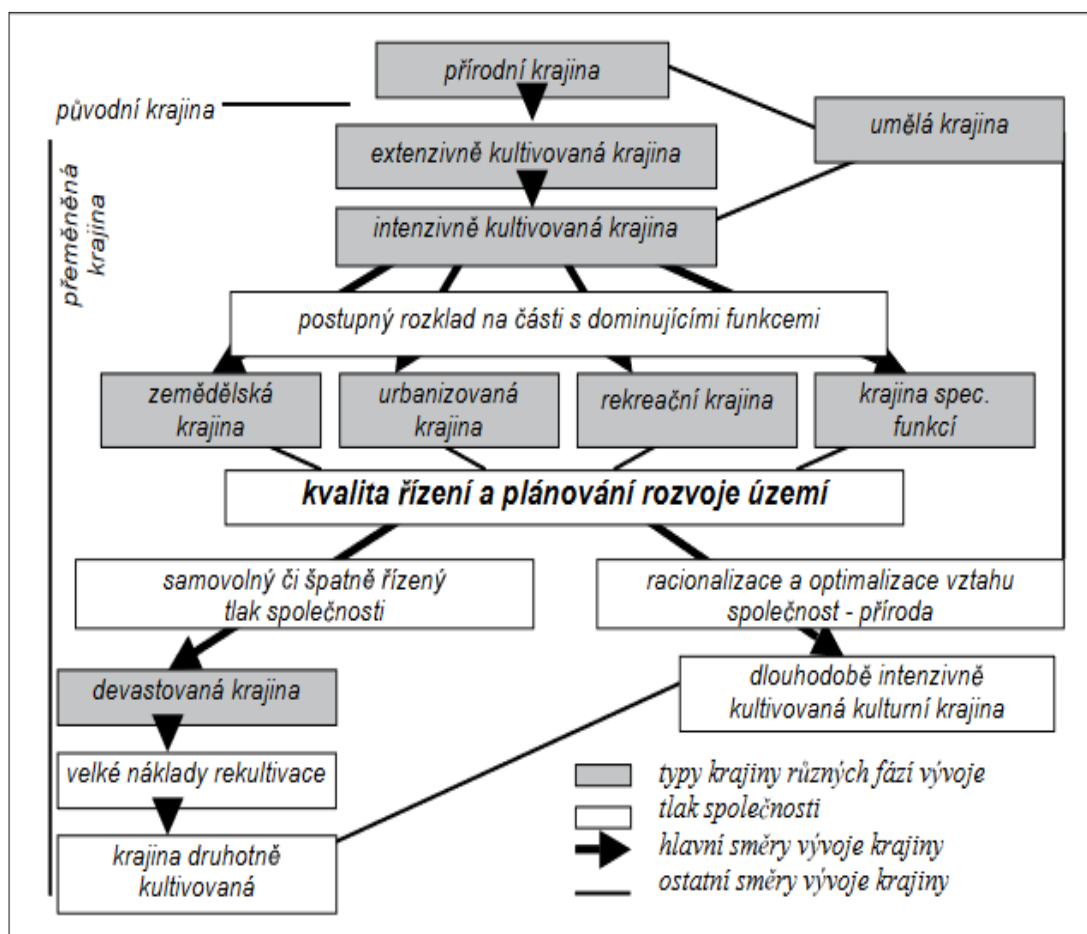 přírodní krajina
původní krajina
umělá krajina
extenzivně kultivovaná krajina
přeměněná
krajina
intenzivně kultivovaná krajina
postupný rozklad na části s dominujícími funkcemi
zemědělská
krajina
urbanizovaná
krajina
rekreační krajina
krajina spec.
funkcí
kvalita řízení a plánování rozvoje území
samovolný či špatně řízený
tlak společnosti
racionalizace a optimalizace vztahu
společnost - příroda
devastovaná krajina
dlouhodobě intenzivně
kultivovaná kulturní krajina
velké náklady rekultivace
krajina druhotně
kultivovaná
typy krajiny různých fází vývoje
tlak společnosti
hlavní směry vývoje krajiny
ostatní směry vývoje krajiny